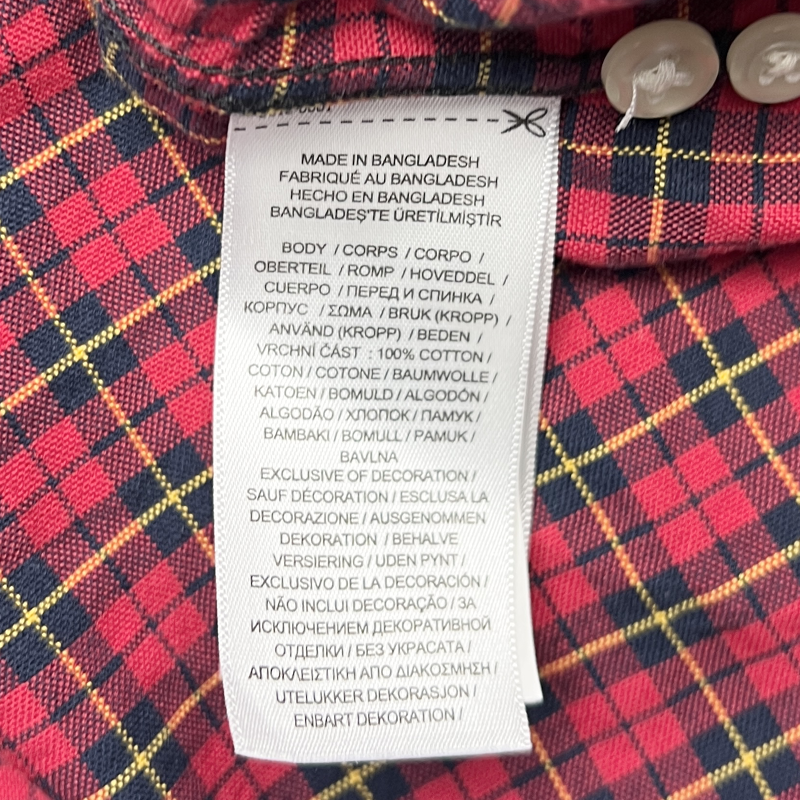 MADE IN BANGLADESH
FABRIQUÉ AU BANGLADESH
HECHO EN BANGLADESH
BANGLADEŞ'TE ÜRETİLMİŞTİR
BODY / CORPS / CORPO /
OBERTEIL / ROMP / HOVEDDEL /
CUERPO / ПЕРЕД И СПИНКА /
КОРПУС / ΣΩΜΑ / BRUK (KROPP) /
ANVÄND (KROPP) / BEDEN /
VRCHNÍ ČÁST : 100% COTTON /
COTON / COTONE / BAUMWOLLE /
KATOEN / BOMULD / ALGODÓN /
ALGODÃO / ХЛОПОК / ПАМУК /
BAMBAKI / BOMULL / PAMUK /
BAVLNA
EXCLUSIVE OF DECORATION /
SAUF DÉCORATION / ESCLUSA LA
DECORAZIONE / AUSGENOMMEN
DEKORATION / BEHALVE
VERSIERING / UDEN PYNT /
EXCLUSIVO DE LA DECORACIÓN /
NÃO INCLUI DECORAÇÃO / ЗА
ИСКЛЮЧЕНИЕМ ДЕКОРАТИВНОЙ
ОТДЕЛКИ / БЕЗ УКРАСАТА /
ΑΠΟΚΛΕΙΣΤΙΚΗ ΑΠΟ ΔΙΑΚΟΣΜΗΣΗ /
UTELUKKER DEKORASJON /
ENBART DEKORATION /